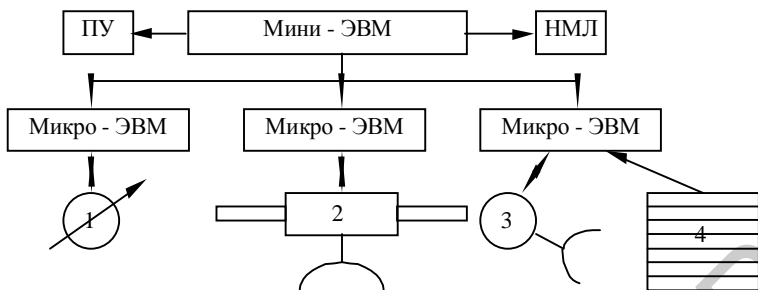 ПУ Мини - ЭВМ НМЛ
Микро - ЭВМ Микро - ЭВМ Микро - ЭВМ
1 2 3 4